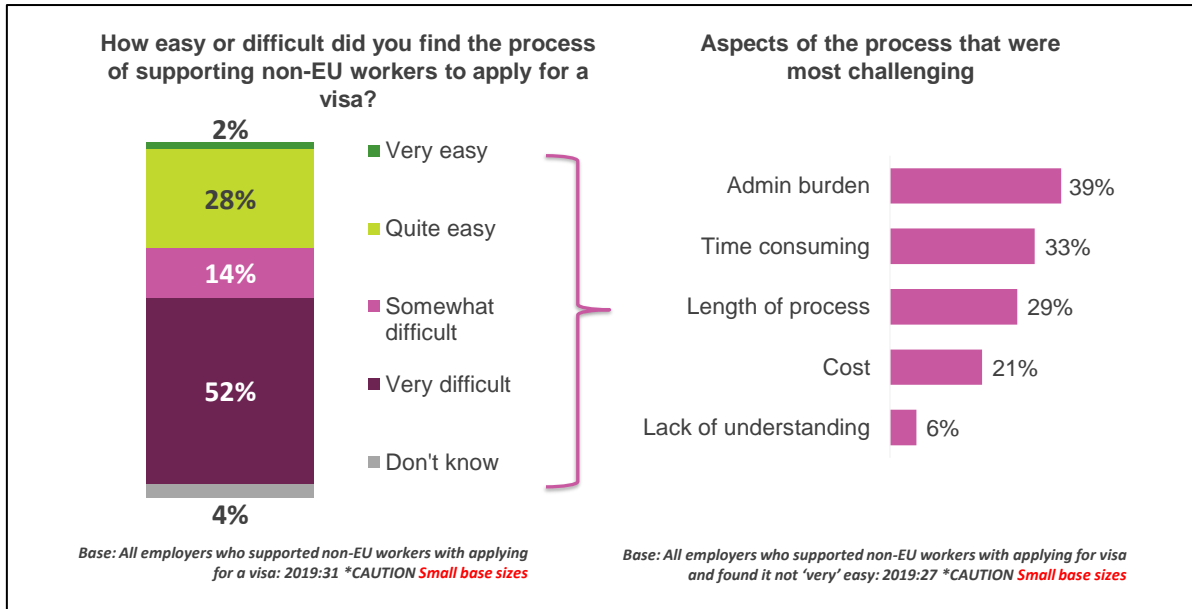 How easy or difficult did you find the process
of supporting non-EU workers to apply for a
visa?
2%
28%
14%
52%
4%
Very easy
Quite easy
Somewhat
difficult
Very difficult
Don't know
Base: All employers who supported non-EU workers with applying
for a visa: 2019:31 *CAUTION Small base sizes
Aspects of the process that were
most challenging
Admin burden 39%
Time consuming 33%
Length of process 29%
Cost 21%
Lack of understanding 6%
Base: All employers who supported non-EU workers with applying for visa
and found it not ‘very’ easy: 2019:27 *CAUTION Small base sizes